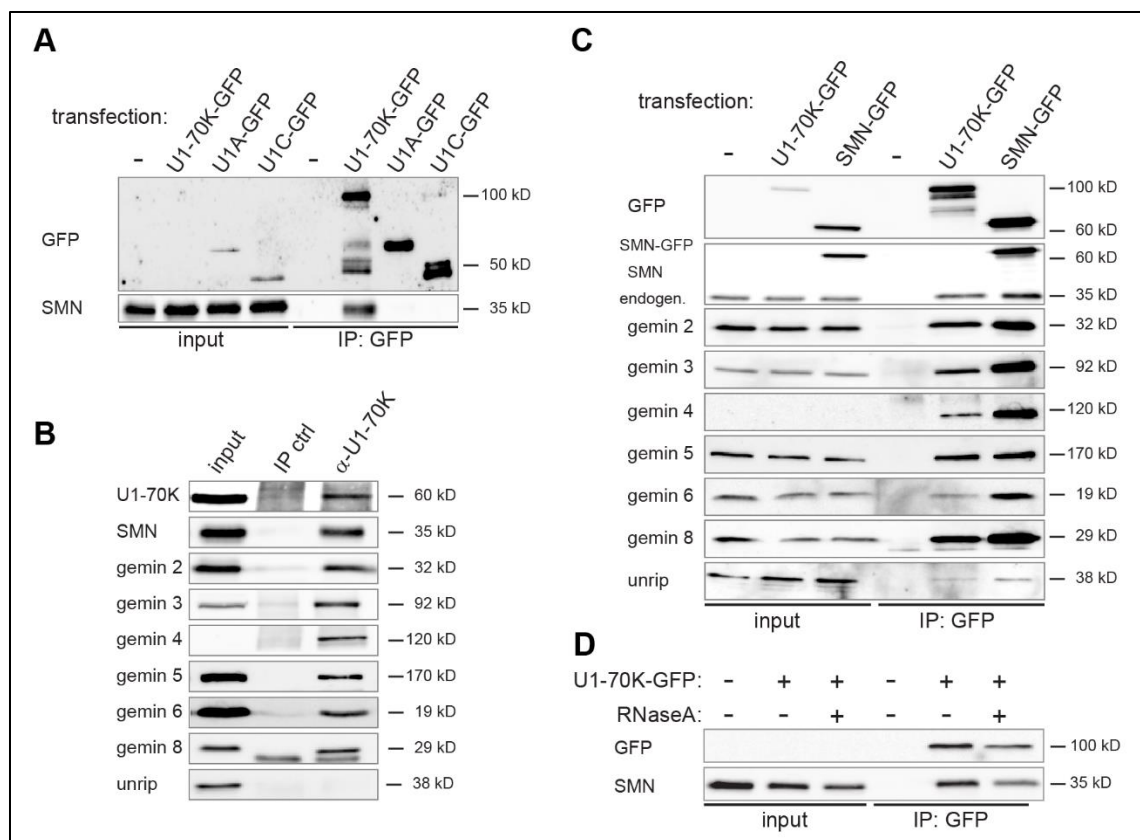 A
transfection:
- U1-70K-GFP U1A-GFP U1C-GFP - U1-70K-GFP U1A-GFP U1C-GFP
— 100 kD
GFP
— 50 kD
SMN — 35 kD
input IP: GFP
B
input IP ctrl α-U1-70K
U1-70K — 60 kD
SMN — 35 kD
gemin 2 — 32 kD
gemin 3 — 92 kD
gemin 4 — 120 kD
gemin 5 — 170 kD
gemin 6 — 19 kD
gemin 8 — 29 kD
unrip — 38 kD
C
transfection:
- U1-70K-GFP SMN-GFP - U1-70K-GFP SMN-GFP
— 100 kD
GFP
— 60 kD
SMN-GFP — 60 kD
SMN
endogen. — 35 kD
gemin 2 — 32 kD
gemin 3 — 92 kD
gemin 4 — 120 kD
gemin 5 — 170 kD
gemin 6 — 19 kD
gemin 8 — 29 kD
unrip — 38 kD
input IP: GFP
D
U1-70K-GFP: - + + - + +
RNaseA: - - + - - +
GFP — 100 kD
SMN — 35 kD
input IP: GFP